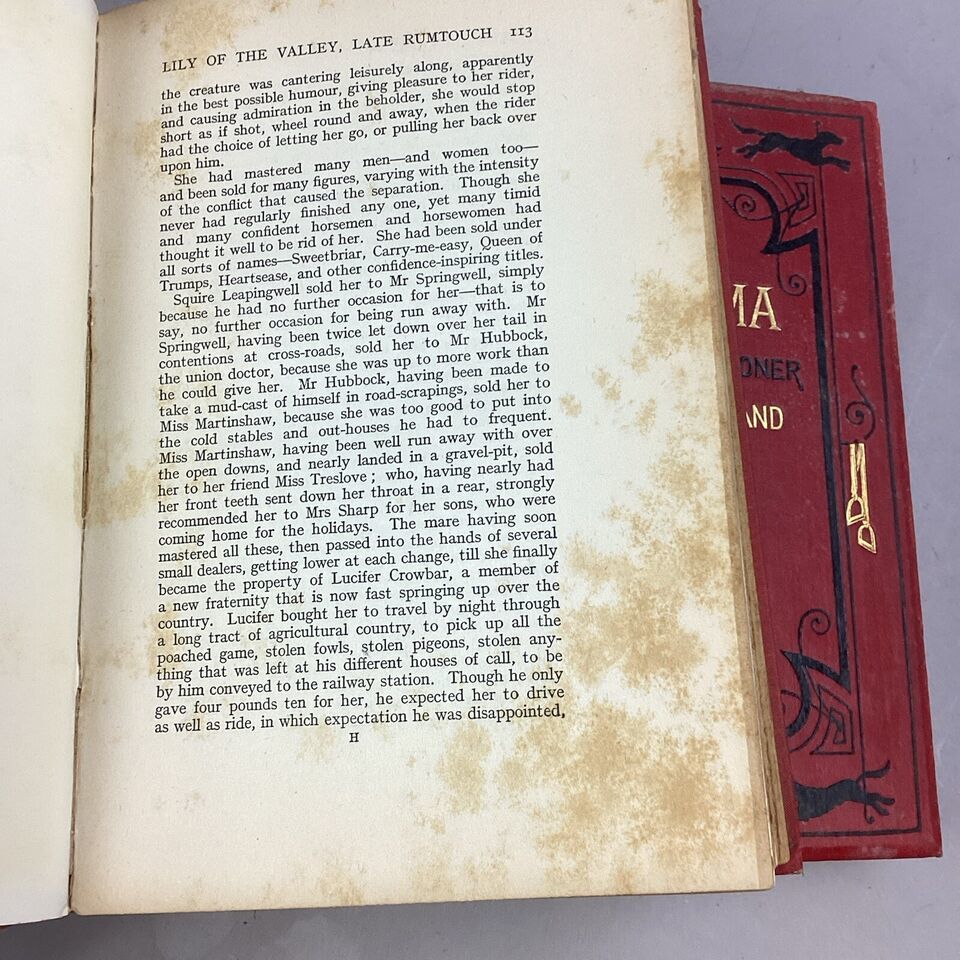 LILY OF THE VALLEY, LATE RUMTOUCH 113
the creature was cantering leisurely along, apparently
in the best possible humour, giving pleasure to her rider,
and causing admiration in the beholder, she would stop
short as if shot, wheel round and away, when the rider
had the choice of letting her go, or pulling her back over
upon him.
She had mastered many men—and women too—
and been sold for many figures, varying with the intensity
of the conflict that caused the separation. Though she
never had regularly finished any one, yet many timid
and many confident horsemen and horsewomen had
thought it well to be rid of her. She had been sold under
all sorts of names—Sweetbriar, Carry-me-easy, Queen of
Trumps, Heartsease, and other confidence-inspiring titles.
Squire Leapingwell sold her to Mr Springwell, simply
because he had no further occasion for her—that is to
say, no further occasion for being run away with. Mr
Springwell, having been twice let down over her tail in
contentions at cross-roads, sold her to Mr Hubbock,
the union doctor, because she was up to more work than
he could give her. Mr Hubbock, having been made to
take a mud-cast of himself in road-scrapings, sold her to
Miss Martinshaw, because she was too good to put into
the cold stables and out-houses he had to frequent.
Miss Martinshaw, having been well run away with over
the open downs, and nearly landed in a gravel-pit, sold
her to her friend Miss Treslove; who, having nearly had
her front teeth sent down her throat in a rear, strongly
recommended her to Mrs Sharp for her sons, who were
coming home for the holidays. The mare having soon
mastered all these, then passed into the hands of several
small dealers, getting lower at each change, till she finally
became the property of Lucifer Crowbar, a member of
a new fraternity that is now fast springing up over the
country. Lucifer bought her to travel by night through
a long tract of agricultural country, to pick up all the
poached game, stolen fowls, stolen pigeons, stolen any-
thing that was left at his different houses of call, to be
by him conveyed to the railway station. Though he only
gave four pounds ten for her, he expected her to drive
as well as ride, in which expectation he was disappointed,
H
MA
ONER
AND